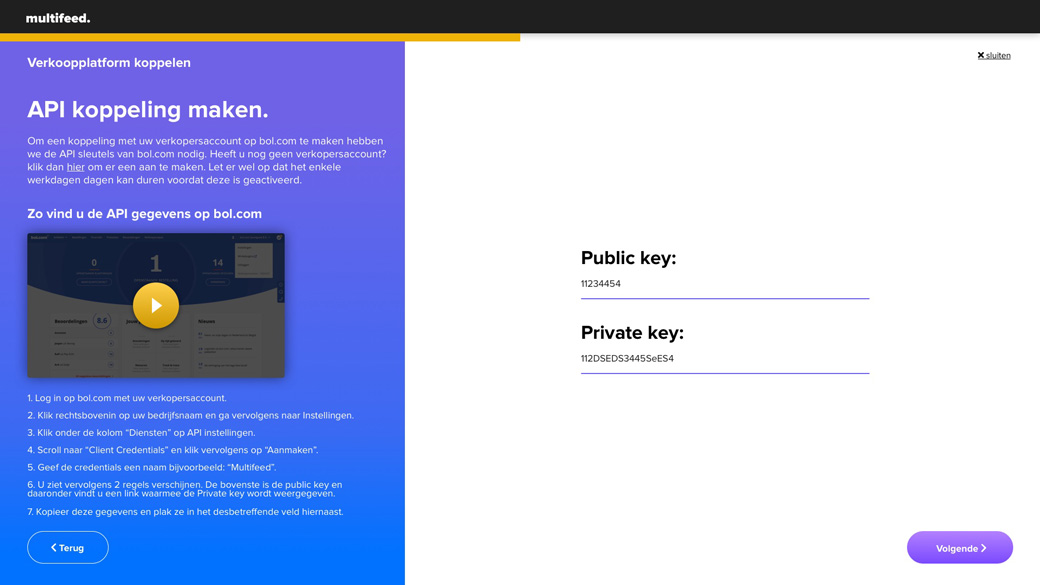 multifeed.
sluiten
Verkoopplatform koppelen
API koppeling maken.
Om een koppeling met uw verkopersaccount op bol.com te maken hebben
we de API sleutels van bol.com nodig. Heeft u nog geen verkopersaccount?
klik dan hier om er een aan te maken. Let er wel op dat het enkele
werkdagen dagen kan duren voordat deze is geactiveerd.
Zo vind u de API gegevens op bol.com
0
1
14
Beoordelingen 8.6
Nieuws
1. Log in op bol.com met uw verkopersaccount.
2. Klik rechtsbovenin op uw bedrijfsnaam en ga vervolgens naar Instellingen.
3. Klik onder de kolom “Diensten” op API instellingen.
4. Scroll naar “Client Credentials” en klik vervolgens op “Aanmaken”.
5. Geef de credentials een naam bijvoorbeeld: “Multifeed”.
6. U ziet vervolgens 2 regels verschijnen. De bovenste is de public key en
daaronder vindt u een link waarmee de Private key wordt weergegeven.
7. Kopieer deze gegevens en plak ze in het desbetreffende veld hiernaast.
Terug
Public key:
11234454
Private key:
112DSEDS3445SeES4
Volgende